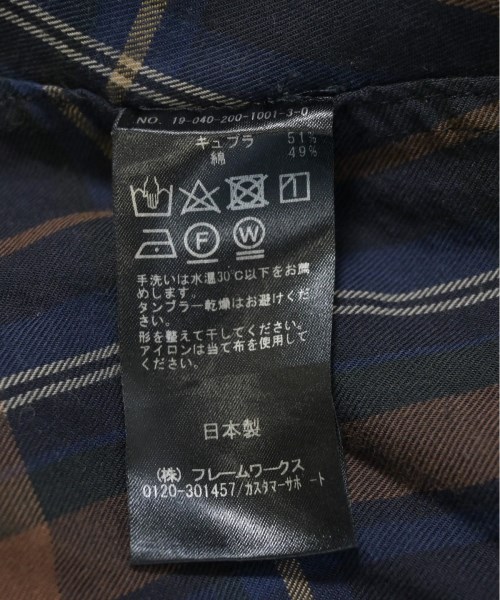 NO. 19-040-200-1001-3-0
キュプラ 51%
綿 49%
F W
手洗いは水温30℃以下をお薦
めします。
タンブラー乾燥はお避けくだ
さい。
形を整えて干してください。
アイロンは当て布を使用して
ください。
日本製
(株) フレームワークス
0120-301457/カスタマーサポート